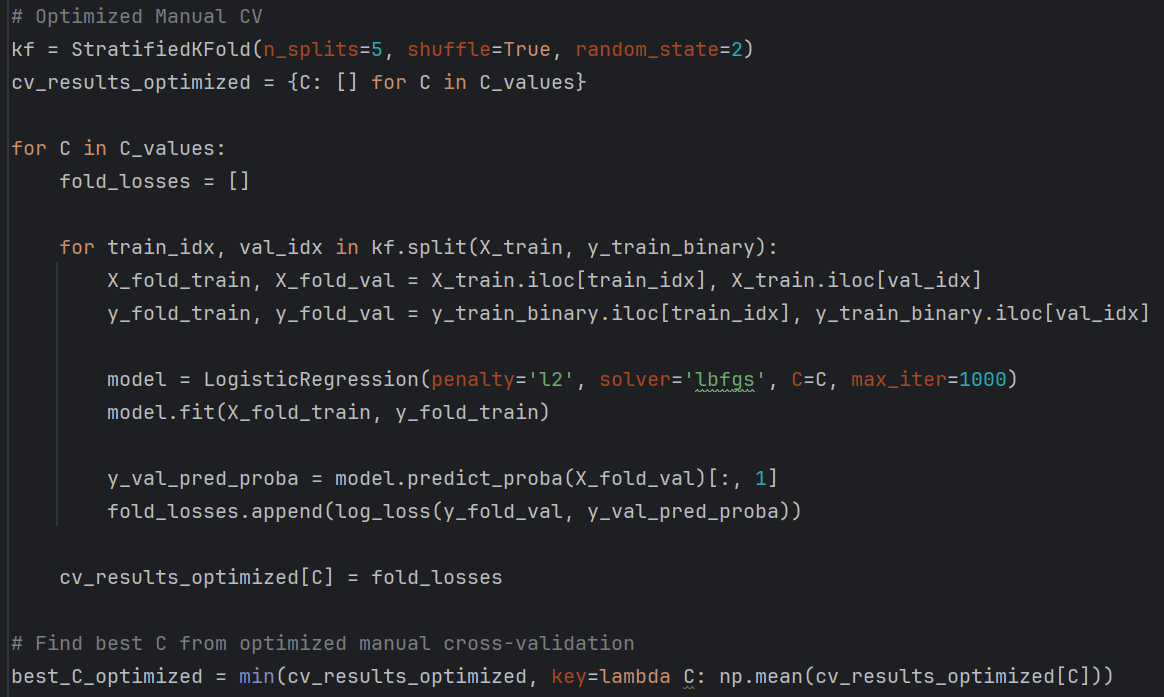 # Optimized Manual CV
kf = StratifiedKFold(n_splits=5, shuffle=True, random_state=2)
cv_results_optimized = {C: [] for C in C_values}
for C in C_values:
    fold_losses = []
    for train_idx, val_idx in kf.split(X_train, y_train_binary):
        X_fold_train, X_fold_val = X_train.iloc[train_idx], X_train.iloc[val_idx]
        y_fold_train, y_fold_val = y_train_binary.iloc[train_idx], y_train_binary.iloc[val_idx]
        model = LogisticRegression(penalty='l2', solver='lbfgs', C=C, max_iter=1000)
        model.fit(X_fold_train, y_fold_train)
        y_val_pred_proba = model.predict_proba(X_fold_val)[:, 1]
        fold_losses.append(log_loss(y_fold_val, y_val_pred_proba))
    cv_results_optimized[C] = fold_losses
# Find best C from optimized manual cross-validation
best_C_optimized = min(cv_results_optimized, key=lambda C: np.mean(cv_results_optimized[C]))